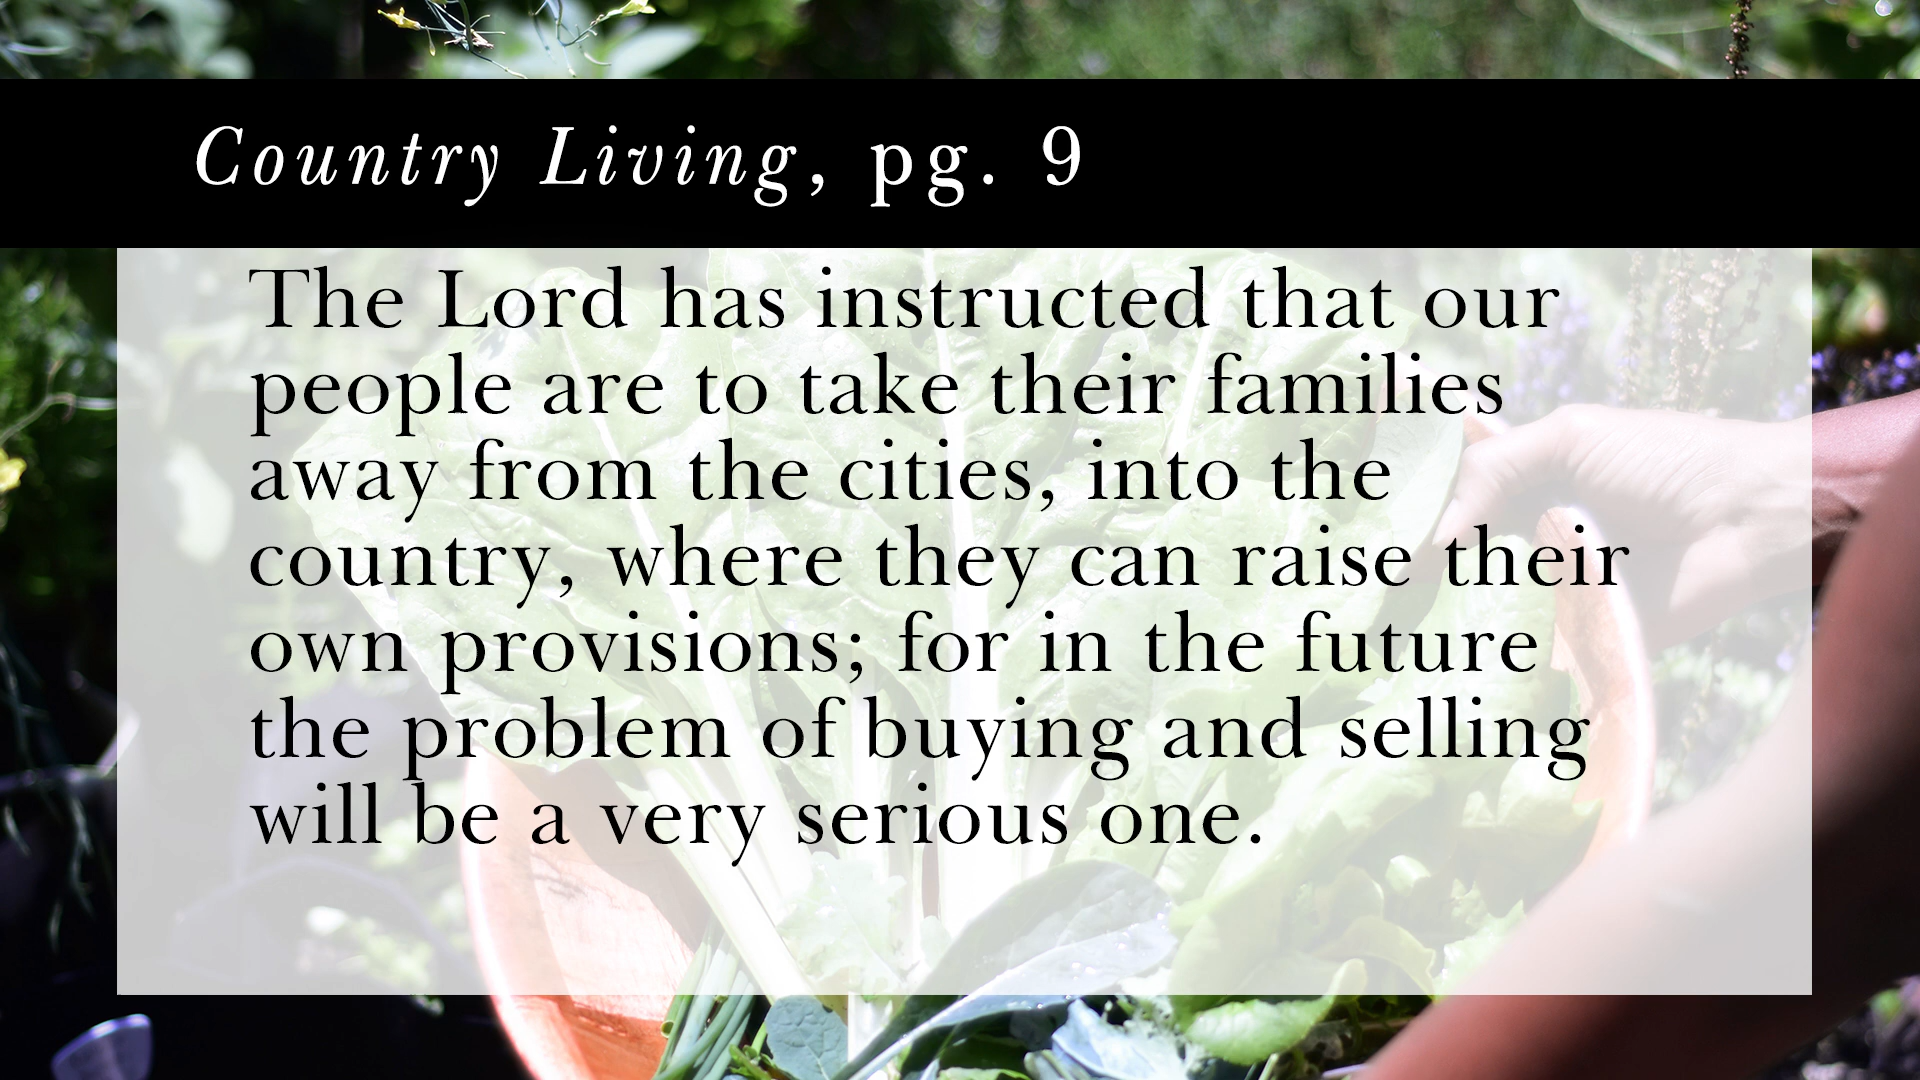 Country Living, pg. 9
The Lord has instructed that our
people are to take their families
away from the cities, into the
country, where they can raise their
own provisions; for in the future
the problem of buying and selling
will be a very serious one.